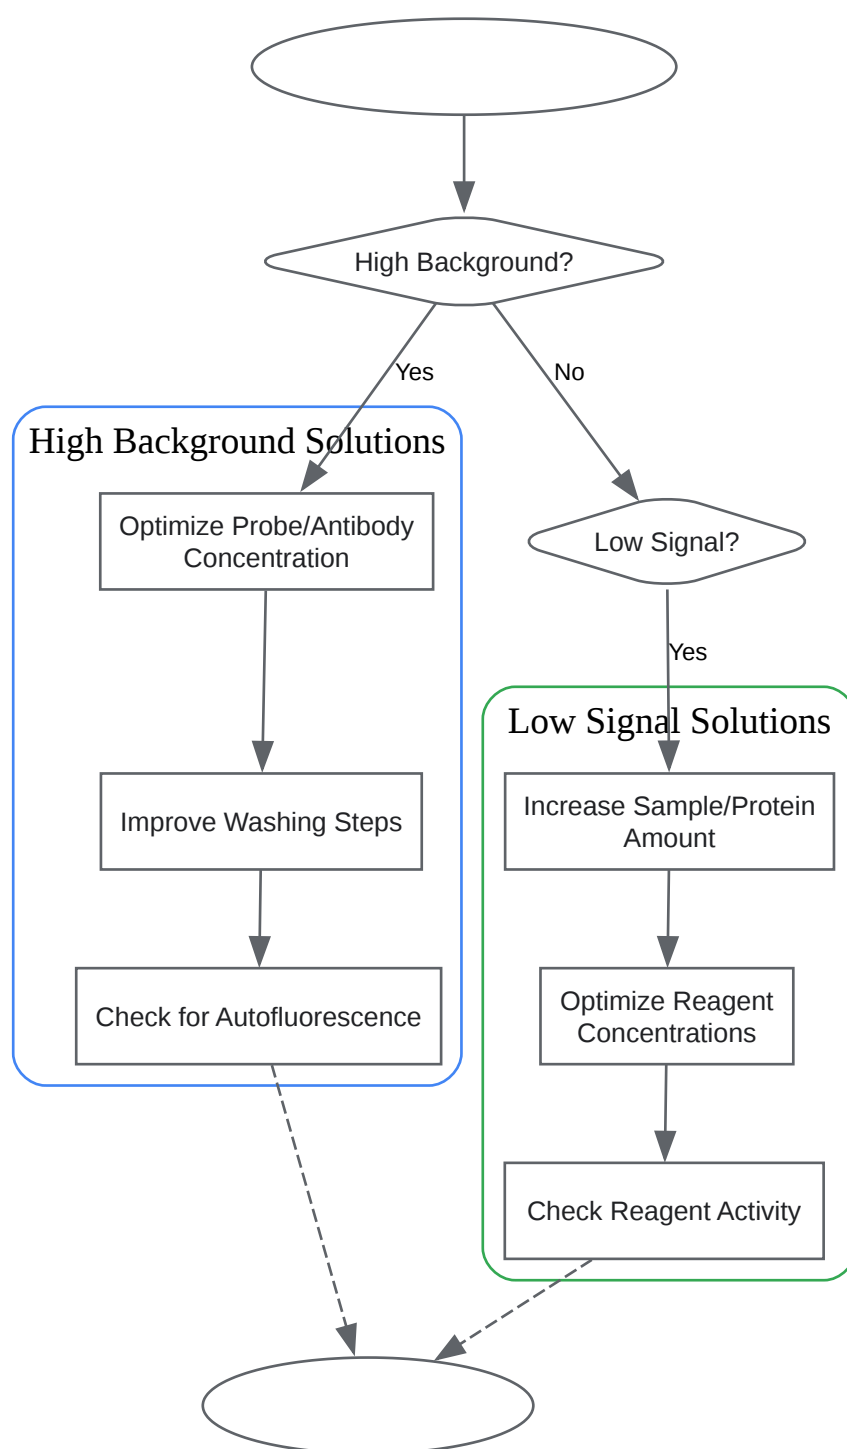 High Background?
Yes
No
High Background Solutions
Optimize Probe/Antibody
Concentration
Low Signal?
Yes
Low Signal Solutions
Improve Washing Steps
Increase Sample/Protein
Amount
Check for Autofluorescence
Optimize Reagent
Concentrations
Check Reagent Activity